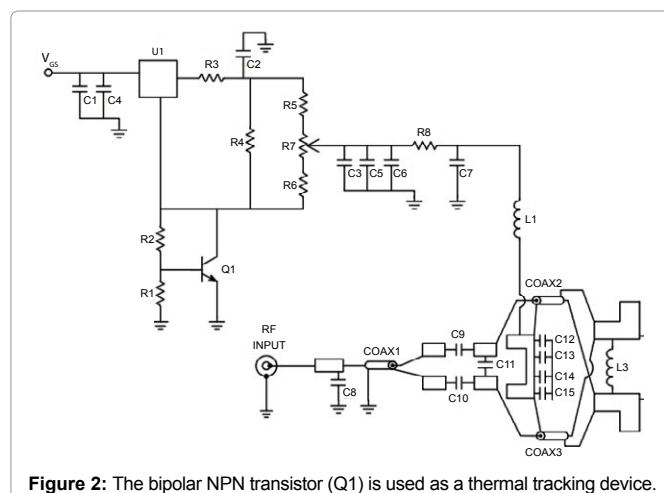 VGS
U1
R3
C2
C1
C4
R5
R4
R7
R6
R8
C3
C5
C6
C7
L1
R2
Q1
R1
COAX2
RF
INPUT
COAX1
C9
C12
C13
C11
C14
L3
C15
C8
C10
COAX3
Figure 2: The bipolar NPN transistor (Q1) is used as a thermal tracking device.